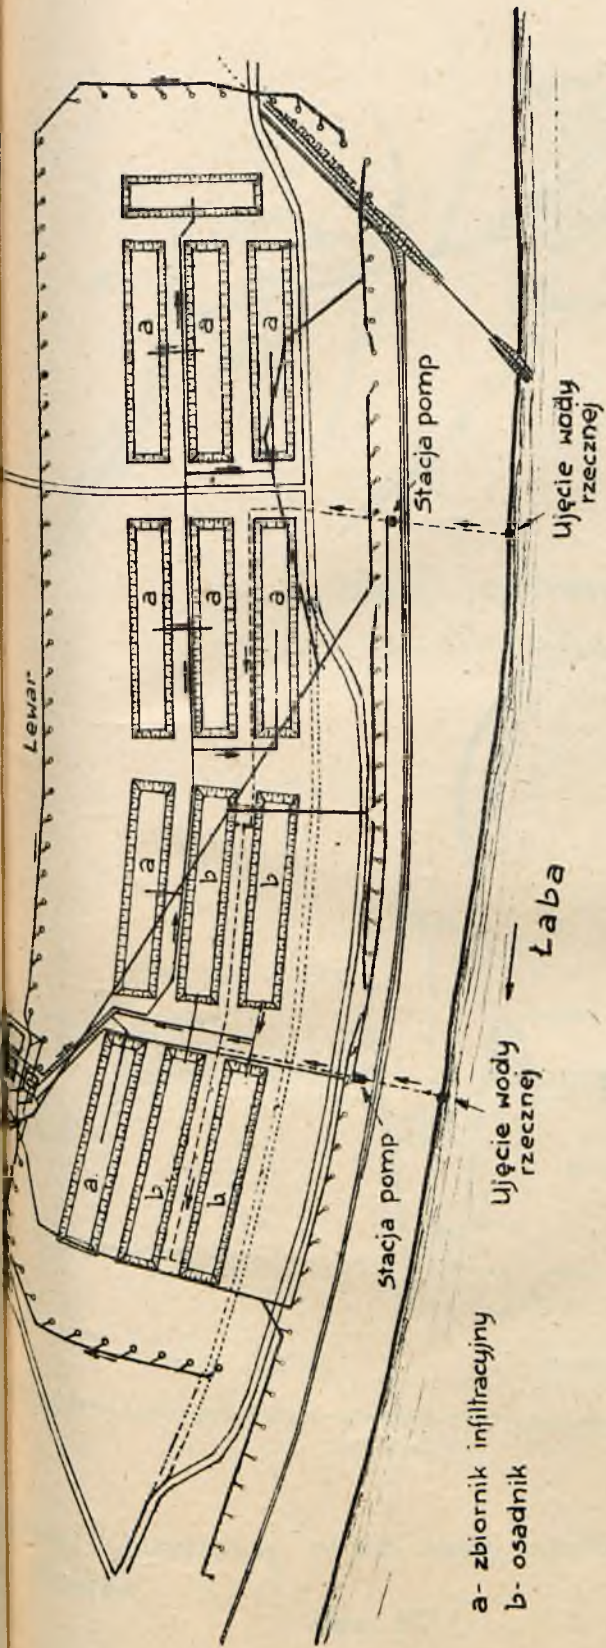 Lewar
a
a
a
a
a
a
a
b
b
a
b
b
Stacja pomp
Ujęcie wody
rzecznej
Łaba
Stacja pomp
Ujęcie wody
rzecznej
a- zbiornik infiltracyjny
b- osadnik